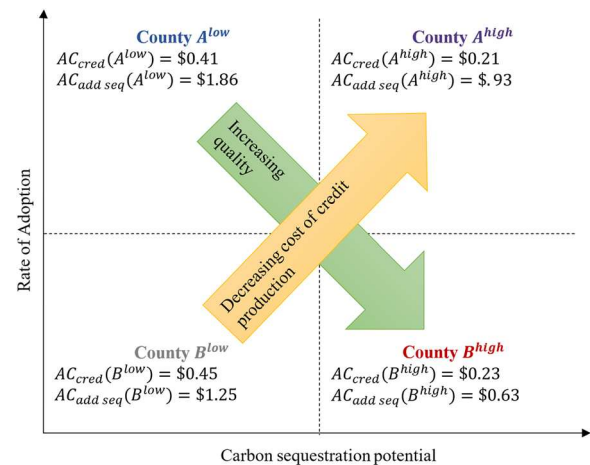 County A^low
AC_cred(A^low) = $0.41
AC_add seq(A^low) = $1.86
County A^high
AC_cred(A^high) = $0.21
AC_add seq(A^high) = $.93
Increasing
quality
Decreasing cost of credit
production
Rate of Adoption
County B^low
AC_cred(B^low) = $0.45
AC_add seq(B^low) = $1.25
County B^high
AC_cred(B^high) = $0.23
AC_add seq(B^high) = $0.63
Carbon sequestration potential